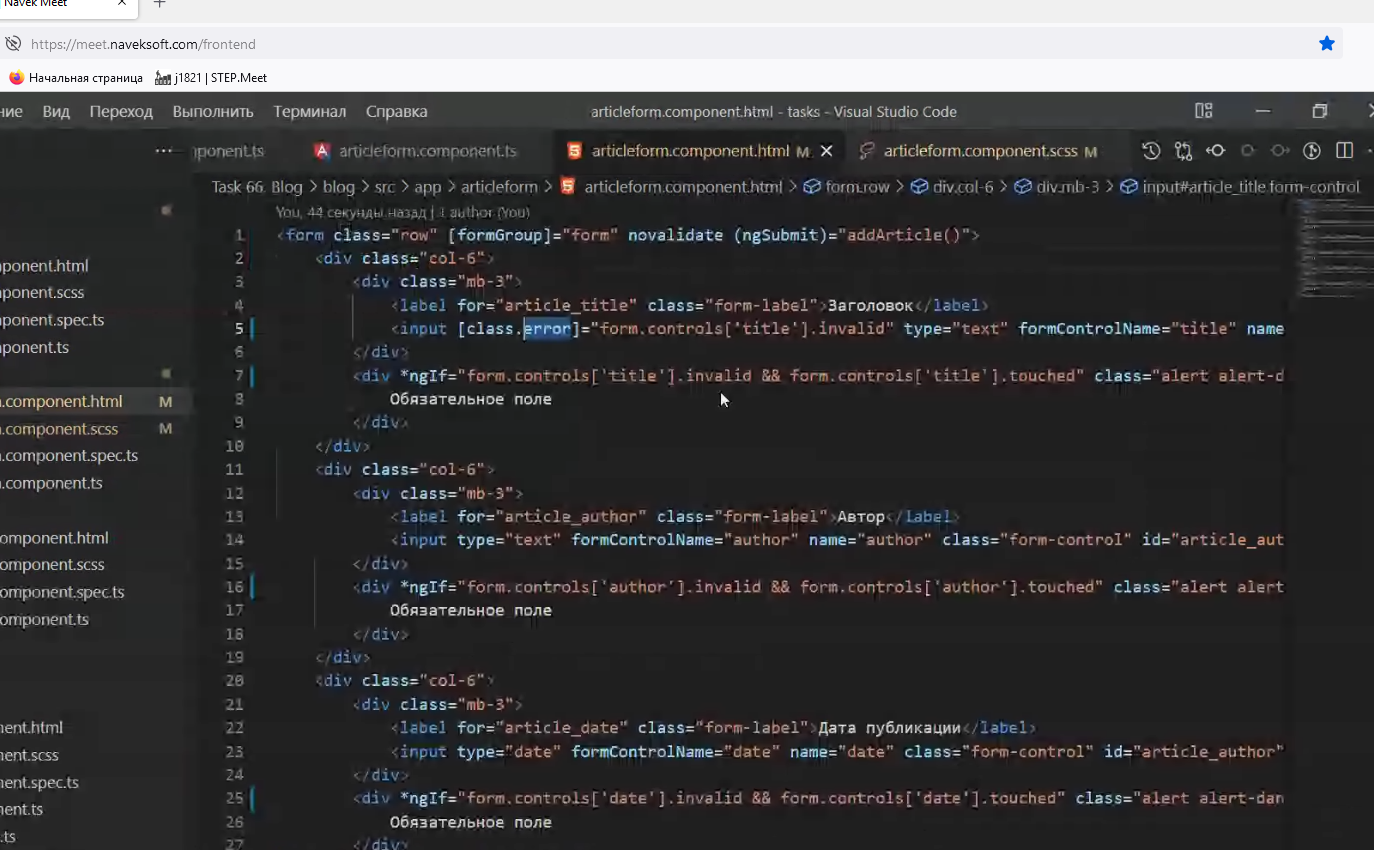 Navek Meet
https://meet.naveksoft.com/frontend
Начальная страница j1821 | STEP.Meet
ние Вид Переход Выполнить Терминал Справка articleform.component.html - tasks - Visual Studio Code
ponent.ts articleform.component.ts articleform.component.html M articleform.component.scss M
Task 66. Blog > blog > src > app > articleform > articleform.component.html > form.row > div.col-6 > div.mb-3 > input#article_title.form-control
You, 44 секунды назад | 1 author (You)
1 <form class="row" [formGroup]="form" novalidate (ngSubmit)="addArticle()">
2 <div class="col-6">
3 <div class="mb-3">
4 <label for="article_title" class="form-label">Заголовок</label>
5 <input [class.error]="form.controls['title'].invalid" type="text" formControlName="title" name
6 </div>
7 <div *ngIf="form.controls['title'].invalid && form.controls['title'].touched" class="alert alert-d
8 Обязательное поле
9 </div>
10 </div>
11 <div class="col-6">
12 <div class="mb-3">
13 <label for="article_author" class="form-label">Автор</label>
14 <input type="text" formControlName="author" name="author" class="form-control" id="article_aut
15 </div>
16 <div *ngIf="form.controls['author'].invalid && form.controls['author'].touched" class="alert alert
17 Обязательное поле
18 </div>
19 </div>
20 <div class="col-6">
21 <div class="mb-3">
22 <label for="article_date" class="form-label">Дата публикации</label>
23 <input type="date" formControlName="date" name="date" class="form-control" id="article_author"
24 </div>
25 <div *ngIf="form.controls['date'].invalid && form.controls['date'].touched" class="alert alert-dan
26 Обязательное поле
27 </div>
ponent.html
ponent.scss
ponent.spec.ts
ponent.ts
.component.html M
.component.scss M
.component.spec.ts
.component.ts
omponent.html
omponent.scss
omponent.spec.ts
omponent.ts
nent.html
nent.scss
nent.spec.ts
nent.ts
.ts